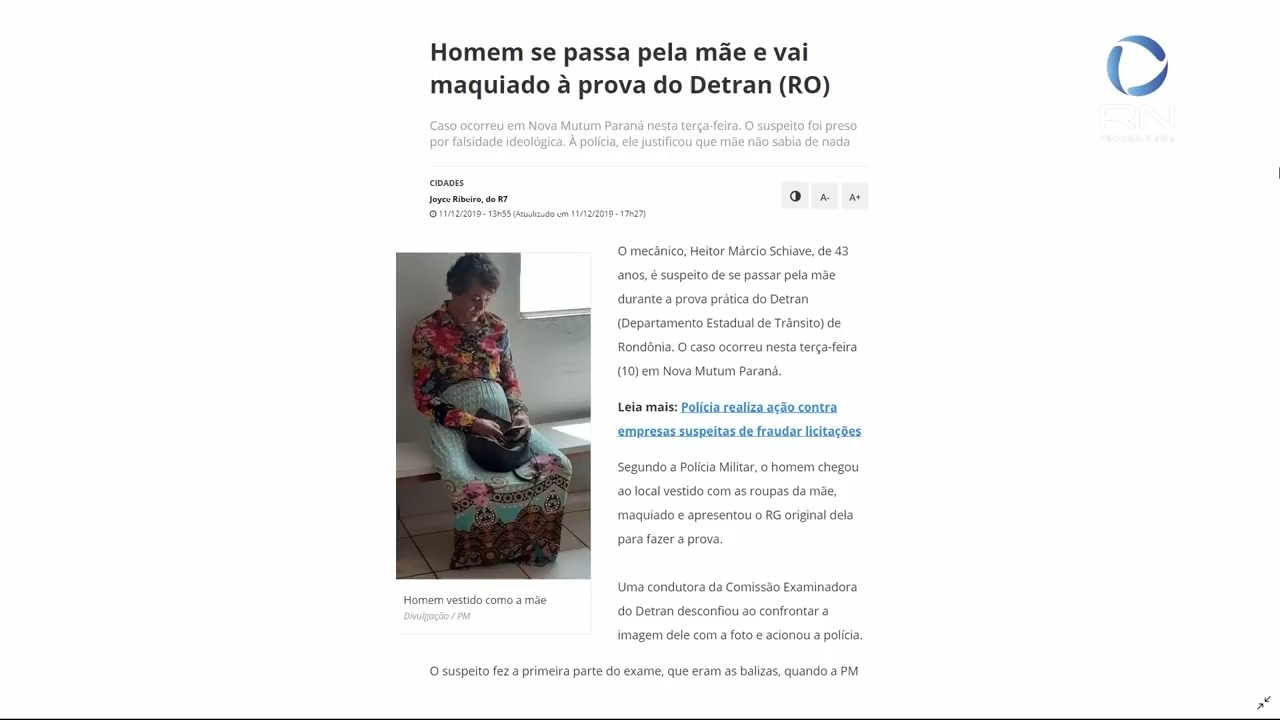 Homem se passa pela mãe e vai
maquiado à prova do Detran (RO)
RN
Caso ocorreu em Nova Mutum Paraná nesta terça-feira. O suspeito foi preso
por falsidade ideológica. À polícia, ele justificou que mãe não sabia de nada
CIDADES
Joyce Ribeiro, do R7
11/12/2019 - 13h55 (Atualizado em 11/12/2019 - 17h27)
A-
A+
O mecânico, Heitor Márcio Schiave, de 43
anos, é suspeito de se passar pela mãe
durante a prova prática do Detran
(Departamento Estadual de Trânsito) de
Rondônia. O caso ocorreu nesta terça-feira
(10) em Nova Mutum Paraná.
Leia mais: Polícia realiza ação contra
empresas suspeitas de fraudar licitações
Segundo a Polícia Militar, o homem chegou
ao local vestido com as roupas da mãe,
maquiado e apresentou o RG original dela
para fazer a prova.
Uma condutora da Comissão Examinadora
do Detran desconfiou ao confrontar a
imagem dele com a foto e acionou a polícia.
Homem vestido como a mãe
Divulgação / PM
O suspeito fez a primeira parte do exame, que eram as balizas, quando a PM